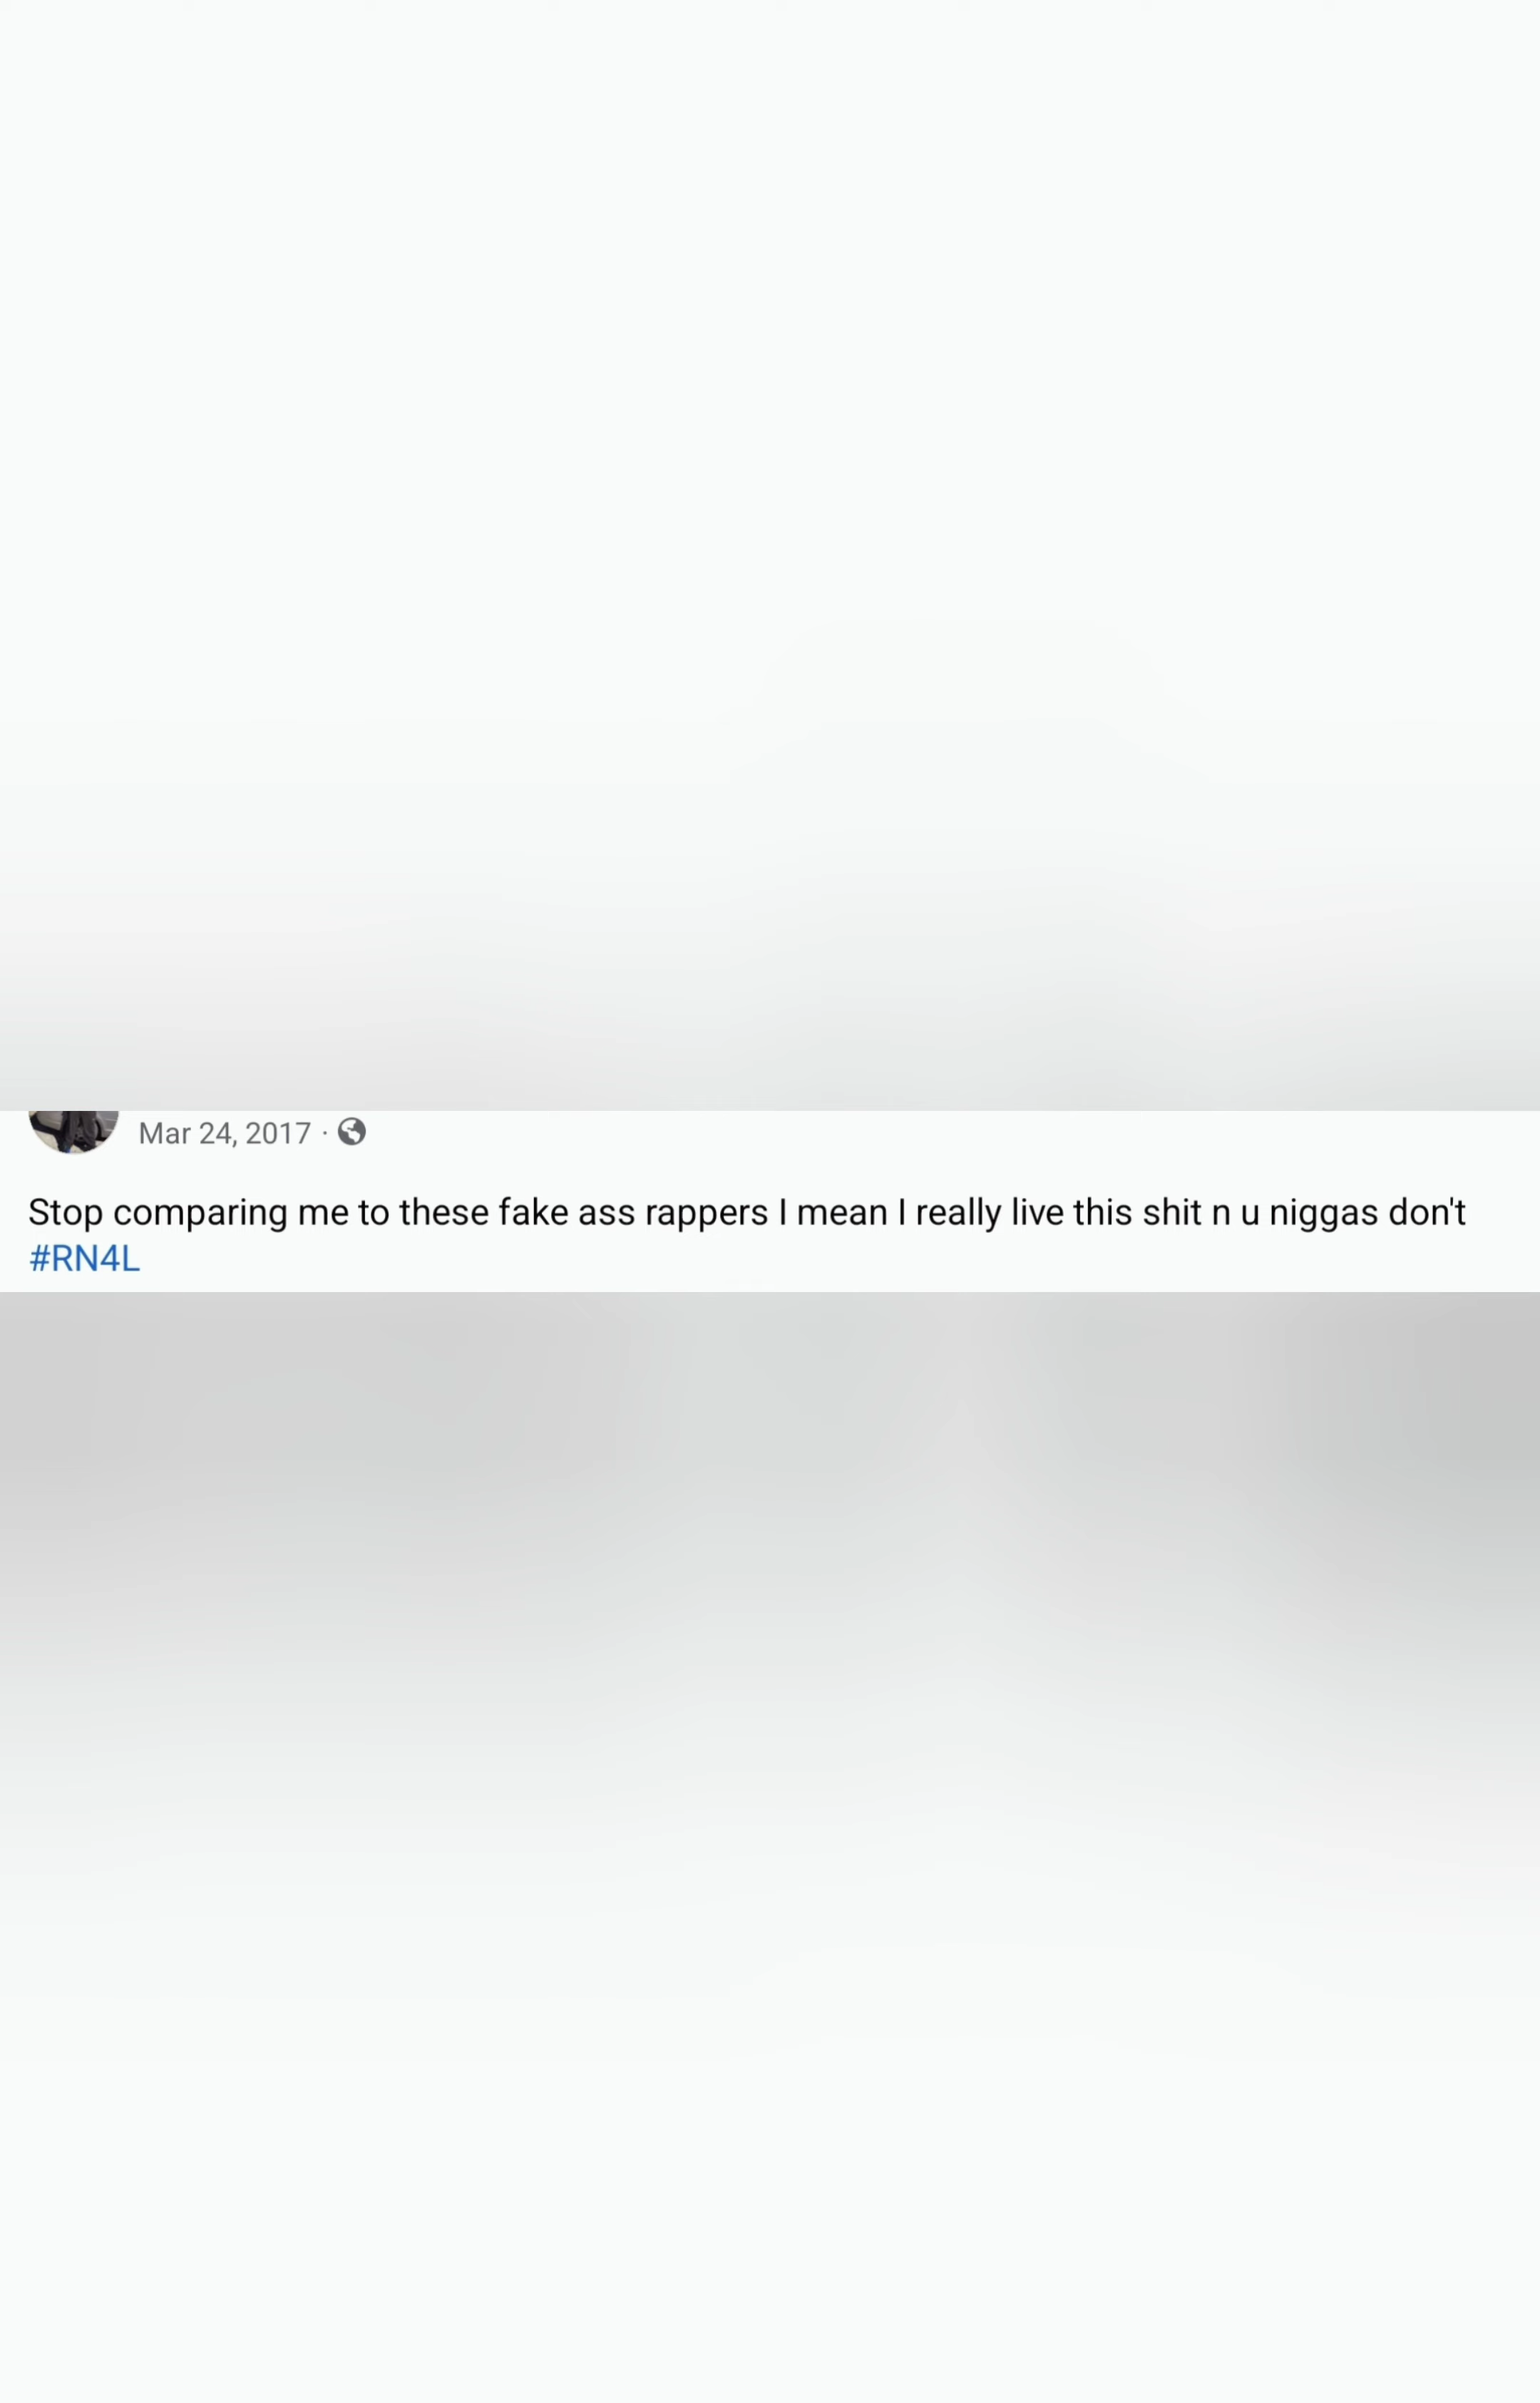 Mar 24, 2017 ·
Stop comparing me to these fake ass rappers I mean I really live this shit n u niggas don't
#RN4L